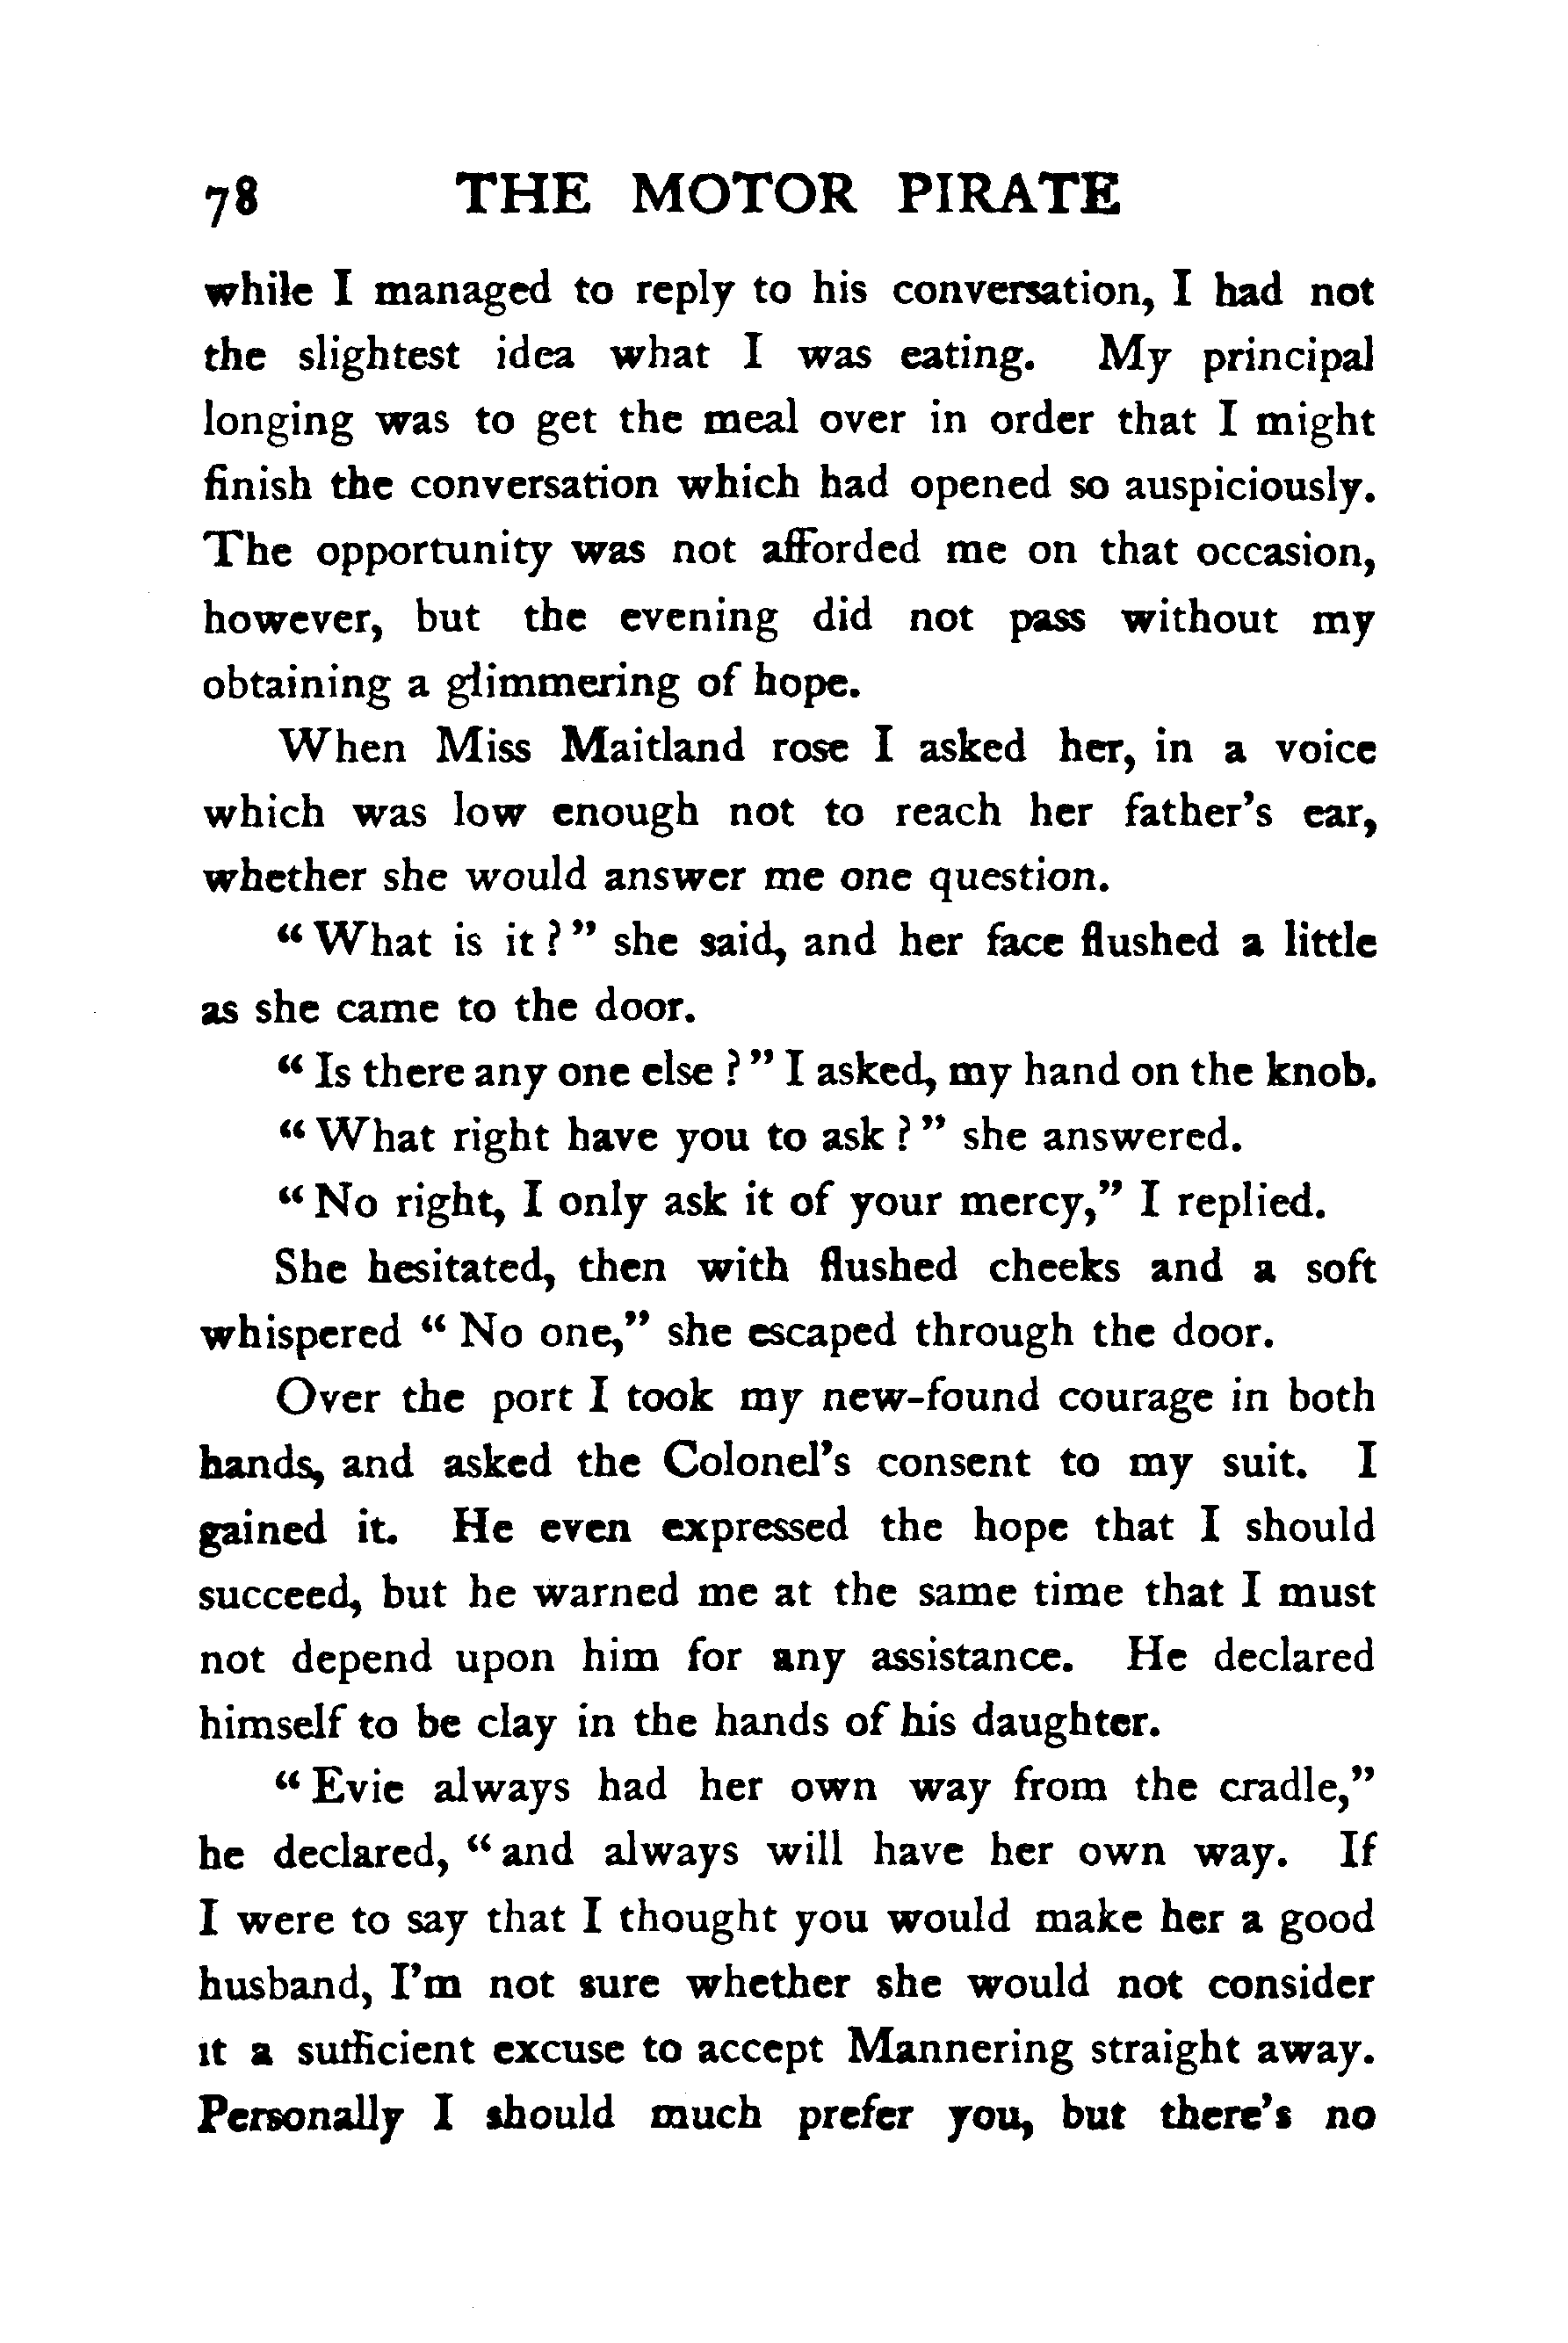 78 THE MOTOR PIRATE
while I managed to reply to his conversation, I had not
the slightest idea what I was eating. My principal
longing was to get the meal over in order that I might
finish the conversation which had opened so auspiciously.
The opportunity was not afforded me on that occasion,
however, but the evening did not pass without my
obtaining a glimmering of hope.
When Miss Maitland rose I asked her, in a voice
which was low enough not to reach her father's ear,
whether she would answer me one question.
“What is it?” she said, and her face flushed a little
as she came to the door.
“Is there any one else?” I asked, my hand on the knob.
“What right have you to ask?” she answered.
“No right, I only ask it of your mercy,” I replied.
She hesitated, then with flushed cheeks and a soft
whispered “No one,” she escaped through the door.
Over the port I took my new-found courage in both
hands, and asked the Colonel's consent to my suit. I
gained it. He even expressed the hope that I should
succeed, but he warned me at the same time that I must
not depend upon him for any assistance. He declared
himself to be clay in the hands of his daughter.
“Evie always had her own way from the cradle,”
he declared, “and always will have her own way. If
I were to say that I thought you would make her a good
husband, I'm not sure whether she would not consider
it a sufficient excuse to accept Mannering straight away.
Personally I should much prefer you, but there's no